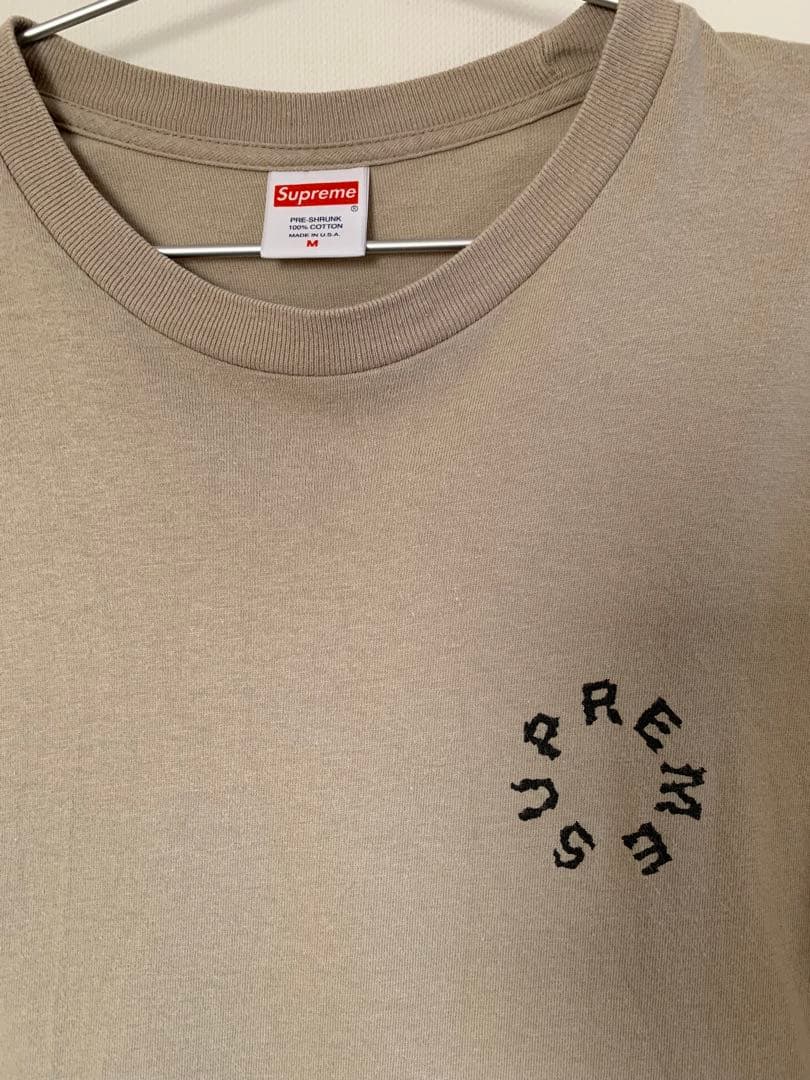 Supreme
®
PRE-SHRUNK
100% COTTON
MADE IN U.S.A.
M
SUPREME